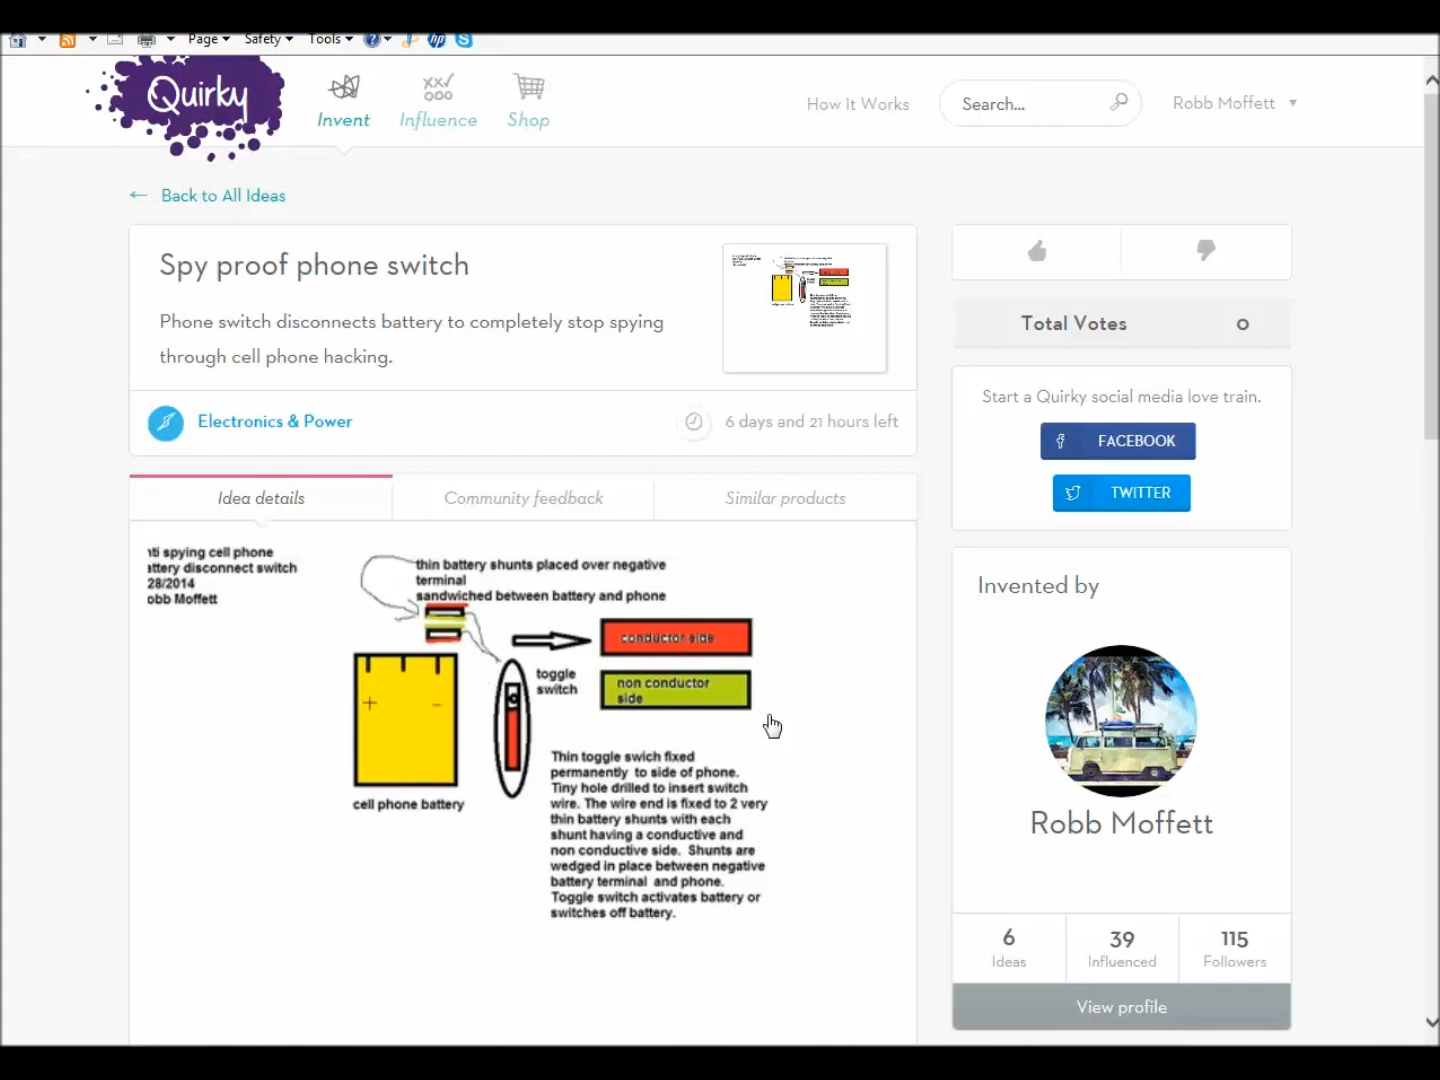 Page
Safety
Tools
hp
Quirky
Invent
Influence
Shop
How It Works
Search...
Robb Moffett
Back to All Ideas
Spy proof phone switch
Phone switch disconnects battery to completely stop spying
through cell phone hacking.
Electronics & Power
6 days and 21 hours left
Total Votes 0
Start a Quirky social media love train.
FACEBOOK
TWITTER
Idea details
Community feedback
Similar products
nti spying cell phone
attery disconnect switch
28/2014
obb Moffett
thin battery shunts placed over negative
terminal
sandwiched between battery and phone
conductor side
non conductor
side
toggle
switch
+ -
cell phone battery
Thin toggle swich fixed
permanently to side of phone.
Tiny hole drilled to insert switch
wire. The wire end is fixed to 2 very
thin battery shunts with each
shunt having a conductive and
non conductive side. Shunts are
wedged in place between negative
battery terminal and phone.
Toggle switch activates battery or
switches off battery.
Invented by
Robb Moffett
6
Ideas
39
Influenced
115
Followers
View profile